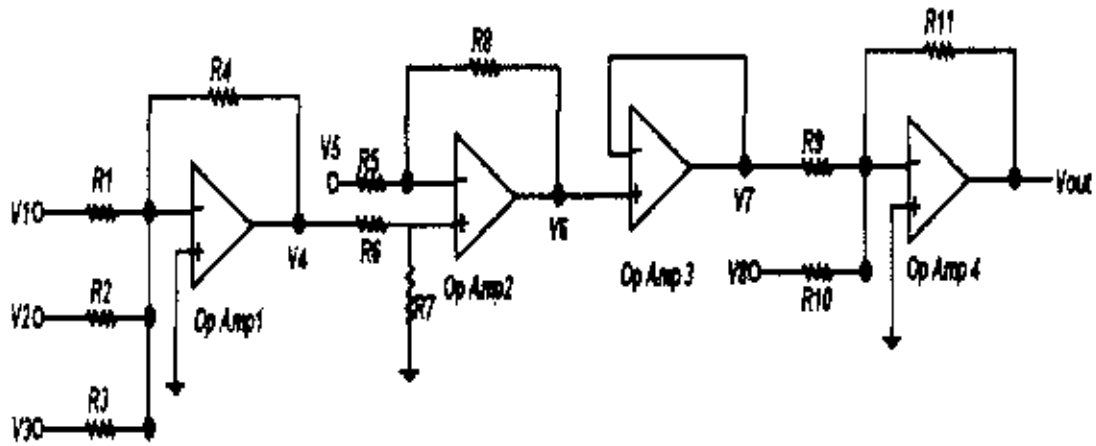 R11
R8
R4
V5
R5
R9
R1
V1
Vout
V7
V4
R6
V6
Op Amp 3
V8
R10
Op Amp 4
Op Amp2
R7
R2
V2
Op Amp1
R3
V3